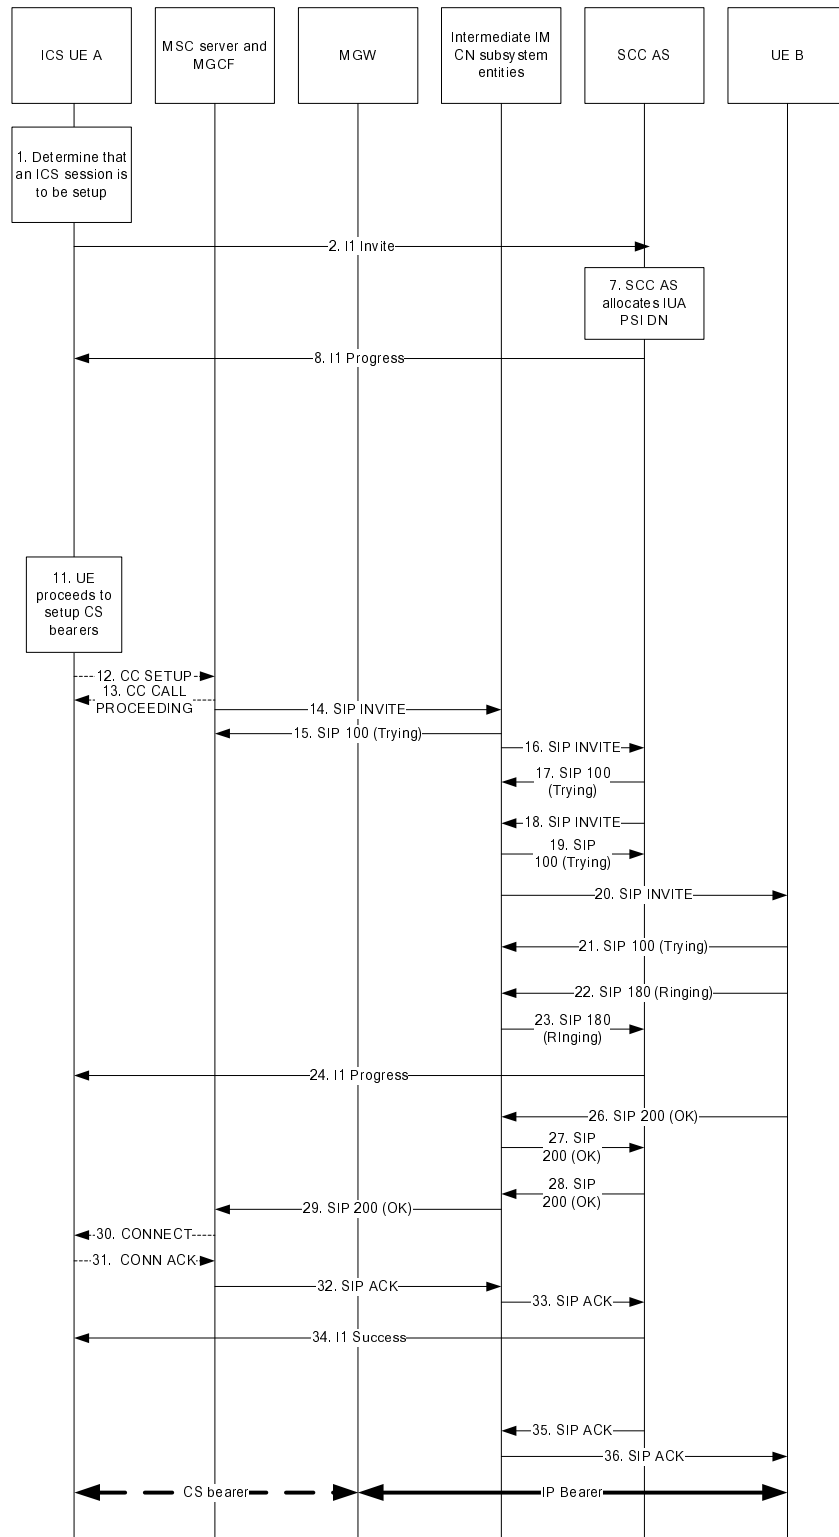 ICS UE A
MSC server and
MGCF
MGW
Intermediate IM
CN subsystem
entities
SCC AS
UE B
1. Determine that
an ICS session is
to be setup
2. I1 Invite
7. SCC AS
allocates IUA
PSI DN
8. I1 Progress
11. UE
proceeds to
setup CS
bearers
12. CC SETUP
13. CC CALL
PROCEEDING
14. SIP INVITE
15. SIP 100 (Trying)
16. SIP INVITE
17. SIP 100
(Trying)
18. SIP INVITE
19. SIP
100 (Trying)
20. SIP INVITE
21. SIP 100 (Trying)
22. SIP 180 (Ringing)
23. SIP 180
(RInging)
24. I1 Progress
26. SIP 200 (OK)
27. SIP
200 (OK)
28. SIP
200 (OK)
29. SIP 200 (OK)
30. CONNECT
31. CONN ACK
32. SIP ACK
33. SIP ACK
34. I1 Success
35. SIP ACK
36. SIP ACK
CS bearer
IP Bearer